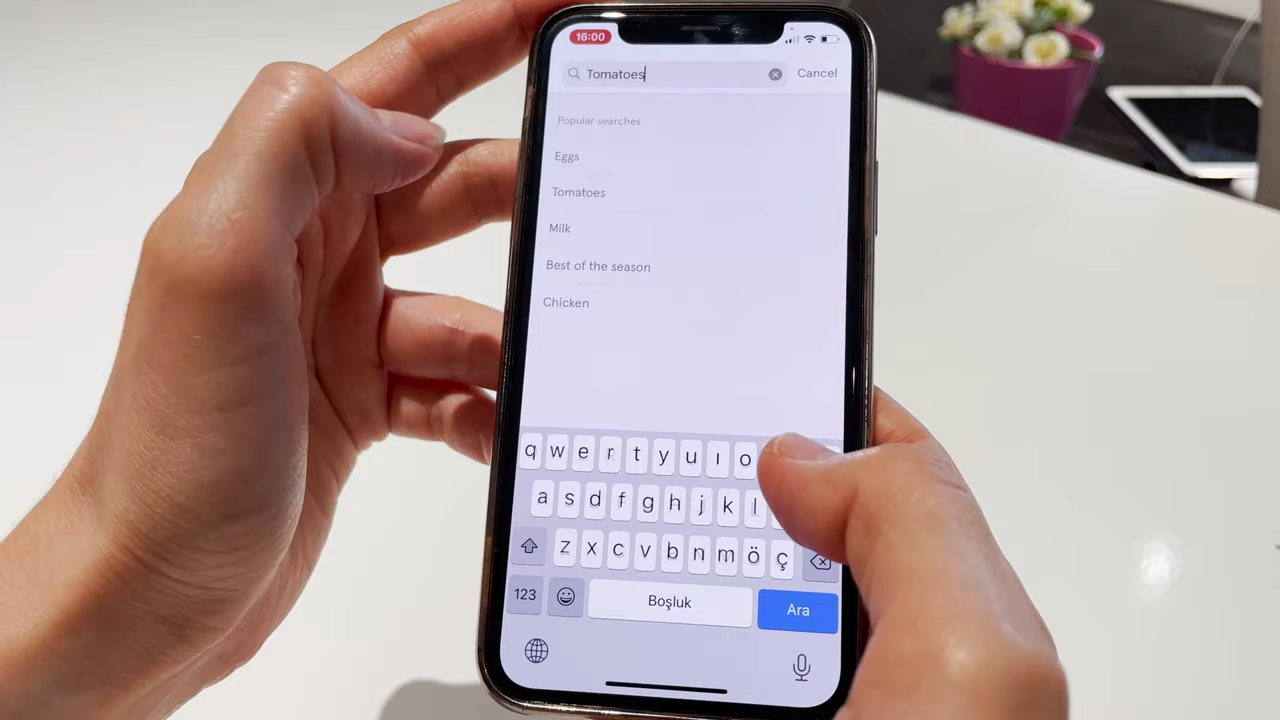 16:00
Tomatoes Cancel
Popular searches
Eggs
Tomatoes
Milk
Best of the season
Chicken
q w e r t y u ı o
a s d f g h j k l
z x c v b n m ö ç
123 Boşluk Ara